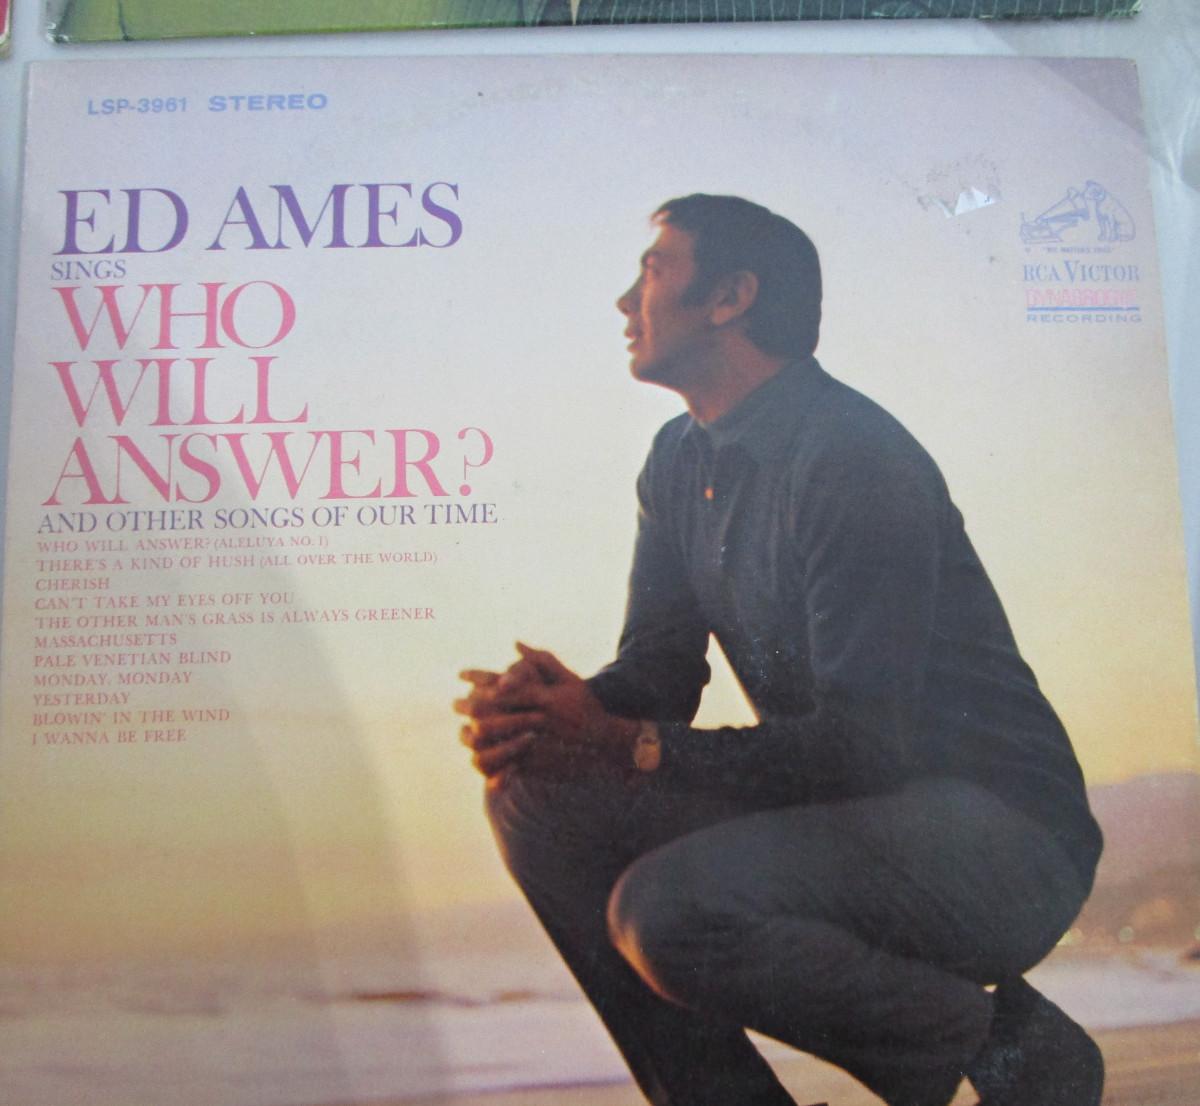 LSP-3961 STEREO
ED AMES
SINGS
WHO
WILL
ANSWER?
AND OTHER SONGS OF OUR TIME
WHO WILL ANSWER? (ALELUYA NO. 1)
THERE'S A KIND OF HUSH (ALL OVER THE WORLD)
CHERISH
CAN'T TAKE MY EYES OFF YOU
THE OTHER MAN'S GRASS IS ALWAYS GREENER
MASSACHUSETTS
PALE VENETIAN BLIND
MONDAY, MONDAY
YESTERDAY
BLOWIN' IN THE WIND
I WANNA BE FREE
"HIS MASTER'S VOICE"
RCA VICTOR
DYNAGROOVE
RECORDING